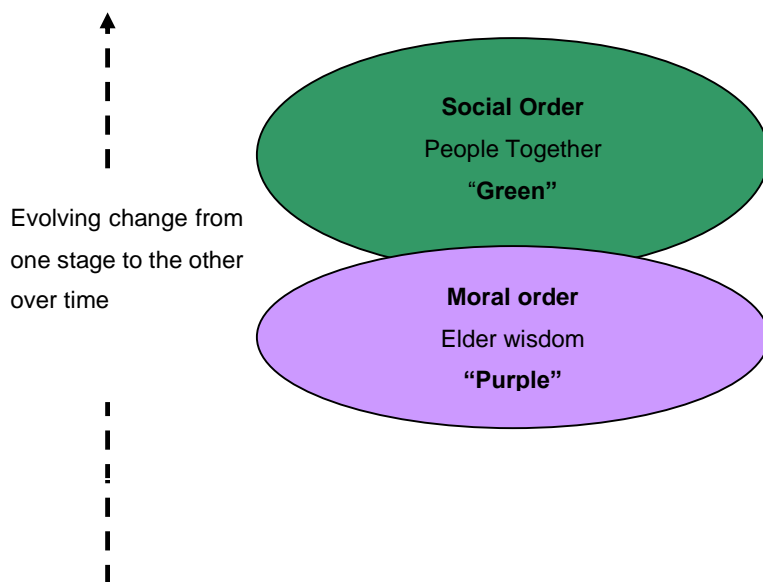 Social Order
People Together
“Green”
Evolving change from
one stage to the other
over time
Moral order
Elder wisdom
“Purple”